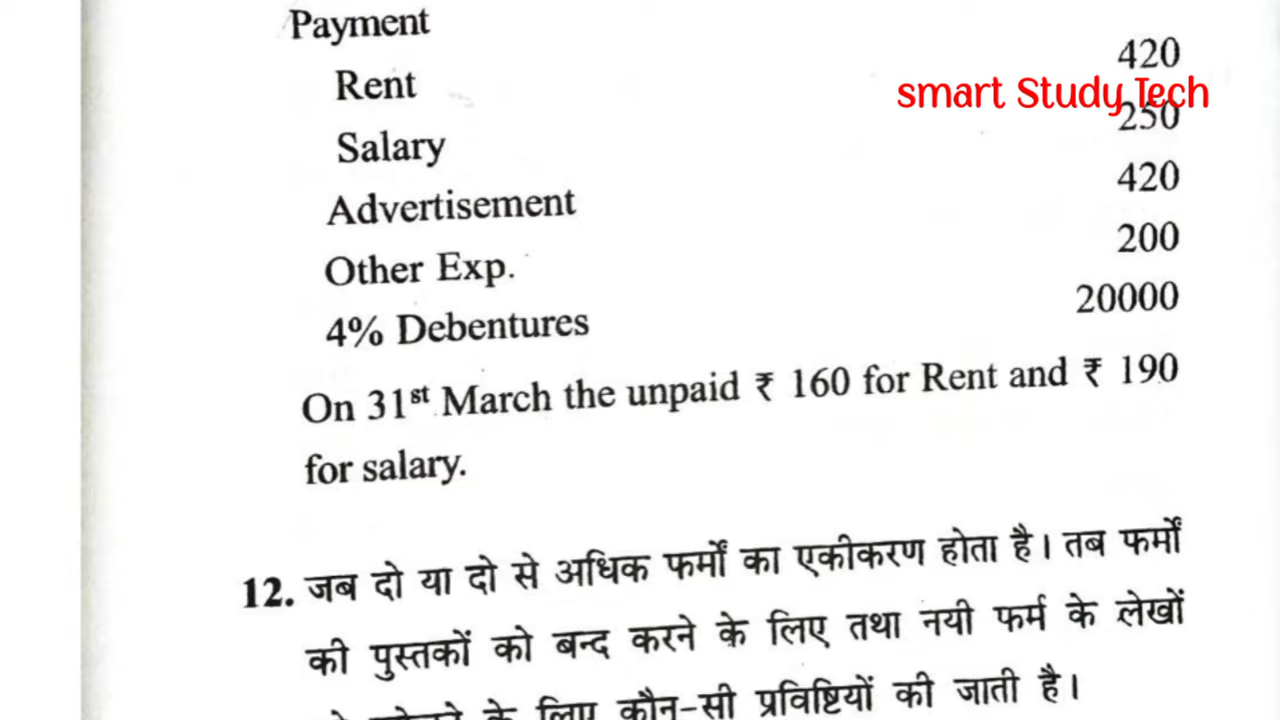 Payment
Rent 420
smart Study Tech
Salary 250
Advertisement 420
Other Exp. 200
4% Debentures 20000
On 31st March the unpaid ₹ 160 for Rent and ₹ 190
for salary.
12. जब दो या दो से अधिक फर्मों का एकीकरण होता है। तब फर्मों
की पुस्तकों को बन्द करने के लिए तथा नयी फर्म के लेखों
के लिए कौन-सी प्रविष्टियों की जाती है।